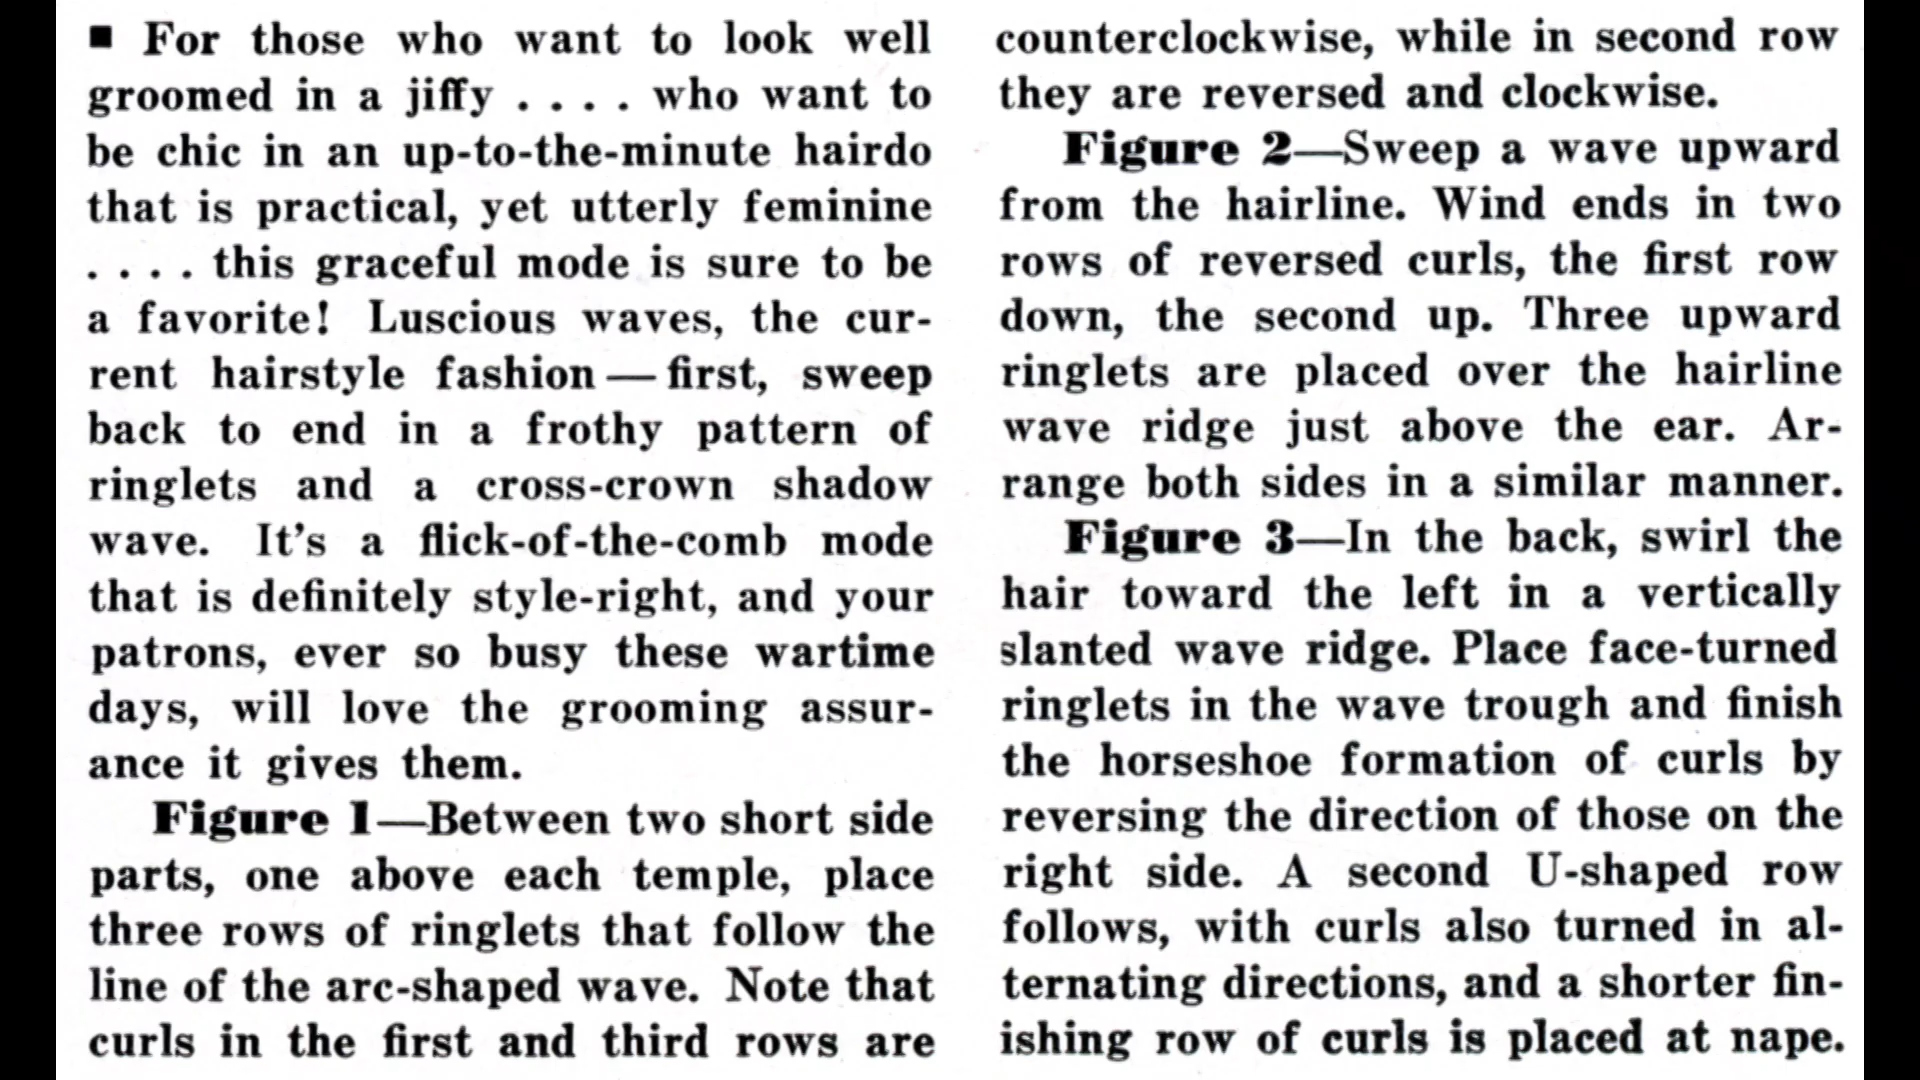 ■ For those who want to look well
groomed in a jiffy . . . . who want to
be chic in an up-to-the-minute hairdo
that is practical, yet utterly feminine
. . . . this graceful mode is sure to be
a favorite! Luscious waves, the cur-
rent hairstyle fashion — first, sweep
back to end in a frothy pattern of
ringlets and a cross-crown shadow
wave. It's a flick-of-the-comb mode
that is definitely style-right, and your
patrons, ever so busy these wartime
days, will love the grooming assur-
ance it gives them.
Figure 1—Between two short side
parts, one above each temple, place
three rows of ringlets that follow the
line of the arc-shaped wave. Note that
curls in the first and third rows are
counterclockwise, while in second row
they are reversed and clockwise.
Figure 2—Sweep a wave upward
from the hairline. Wind ends in two
rows of reversed curls, the first row
down, the second up. Three upward
ringlets are placed over the hairline
wave ridge just above the ear. Ar-
range both sides in a similar manner.
Figure 3—In the back, swirl the
hair toward the left in a vertically
slanted wave ridge. Place face-turned
ringlets in the wave trough and finish
the horseshoe formation of curls by
reversing the direction of those on the
right side. A second U-shaped row
follows, with curls also turned in al-
ternating directions, and a shorter fin-
ishing row of curls is placed at nape.